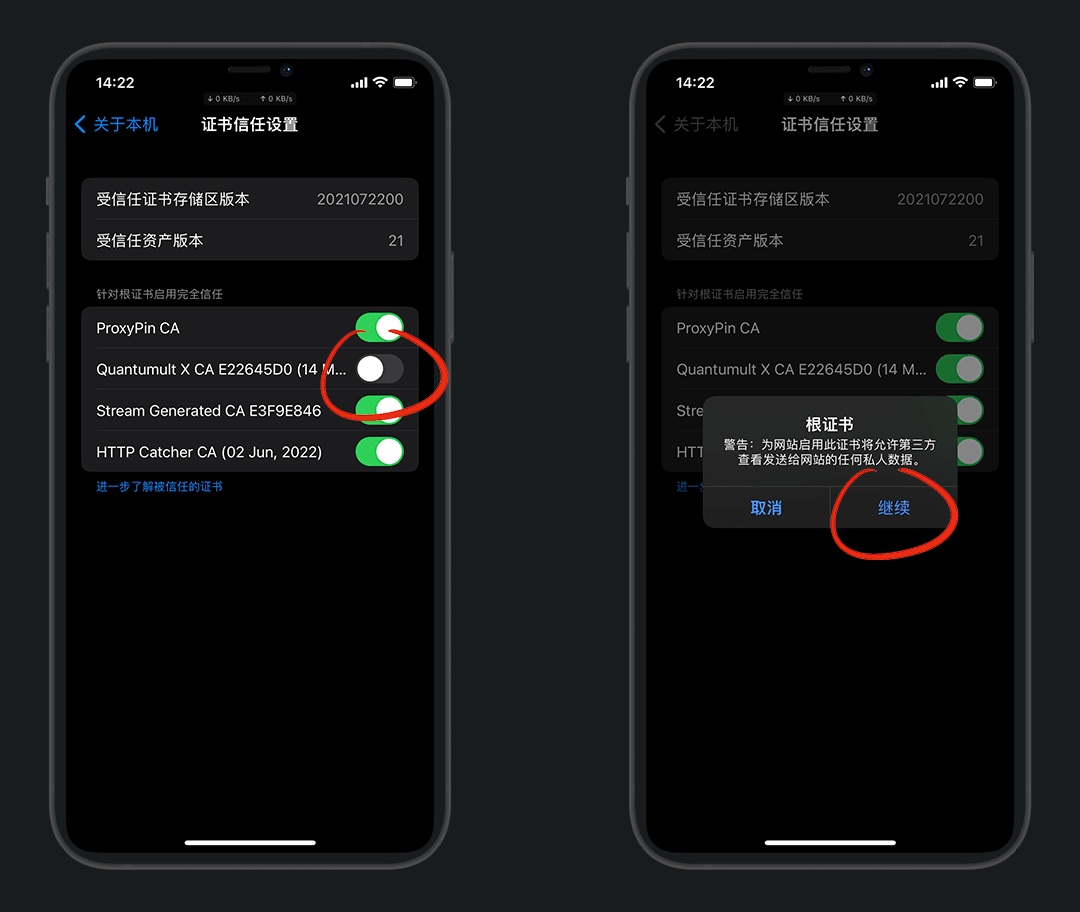 14:22
↓ 0 KB/s ↑ 0 KB/s
关于本机 证书信任设置
受信任证书存储区版本 2021072200
受信任资产版本 21
针对根证书启用完全信任
ProxyPin CA
Quantumult X CA E22645D0 (14 M...
Stream Generated CA E3F9E846
HTTP Catcher CA (02 Jun, 2022)
进一步了解被信任的证书
14:22
↓ 0 KB/s ↑ 0 KB/s
关于本机 证书信任设置
受信任证书存储区版本 2021072200
受信任资产版本 21
针对根证书启用完全信任
ProxyPin CA
Quantumult X CA E22645D0 (14 M...
Stre
HTT
进一
根证书
警告：为网站启用此证书将允许第三方
查看发送给网站的任何私人数据。
取消 继续